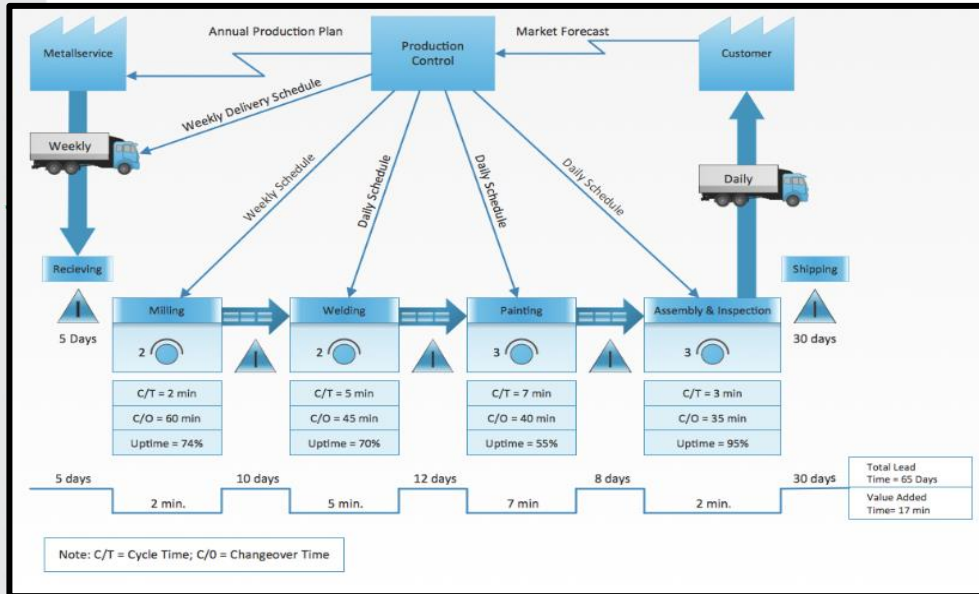 Metallservice
Annual Production Plan
Production
Control
Market Forecast
Customer
Weekly Delivery Schedule
Weekly
Weekly Schedule
Daily Schedule
Daily Schedule
Daily Schedule
Daily
Recieving
Shipping
I
I
5 Days
30 days
Milling
Welding
Painting
Assembly & Inspection
2
I
2
I
3
I
3
C/T = 2 min
C/T = 5 min
C/T = 7 min
C/T = 3 min
C/O = 60 min
C/O = 45 min
C/O = 40 min
C/O = 35 min
Uptime = 74%
Uptime = 70%
Uptime = 55%
Uptime = 95%
5 days
10 days
12 days
8 days
30 days
2 min.
5 min.
7 min
2 min.
Total Lead
Time = 65 Days
Value Added
Time= 17 min
Note: C/T = Cycle Time; C/0 = Changeover Time